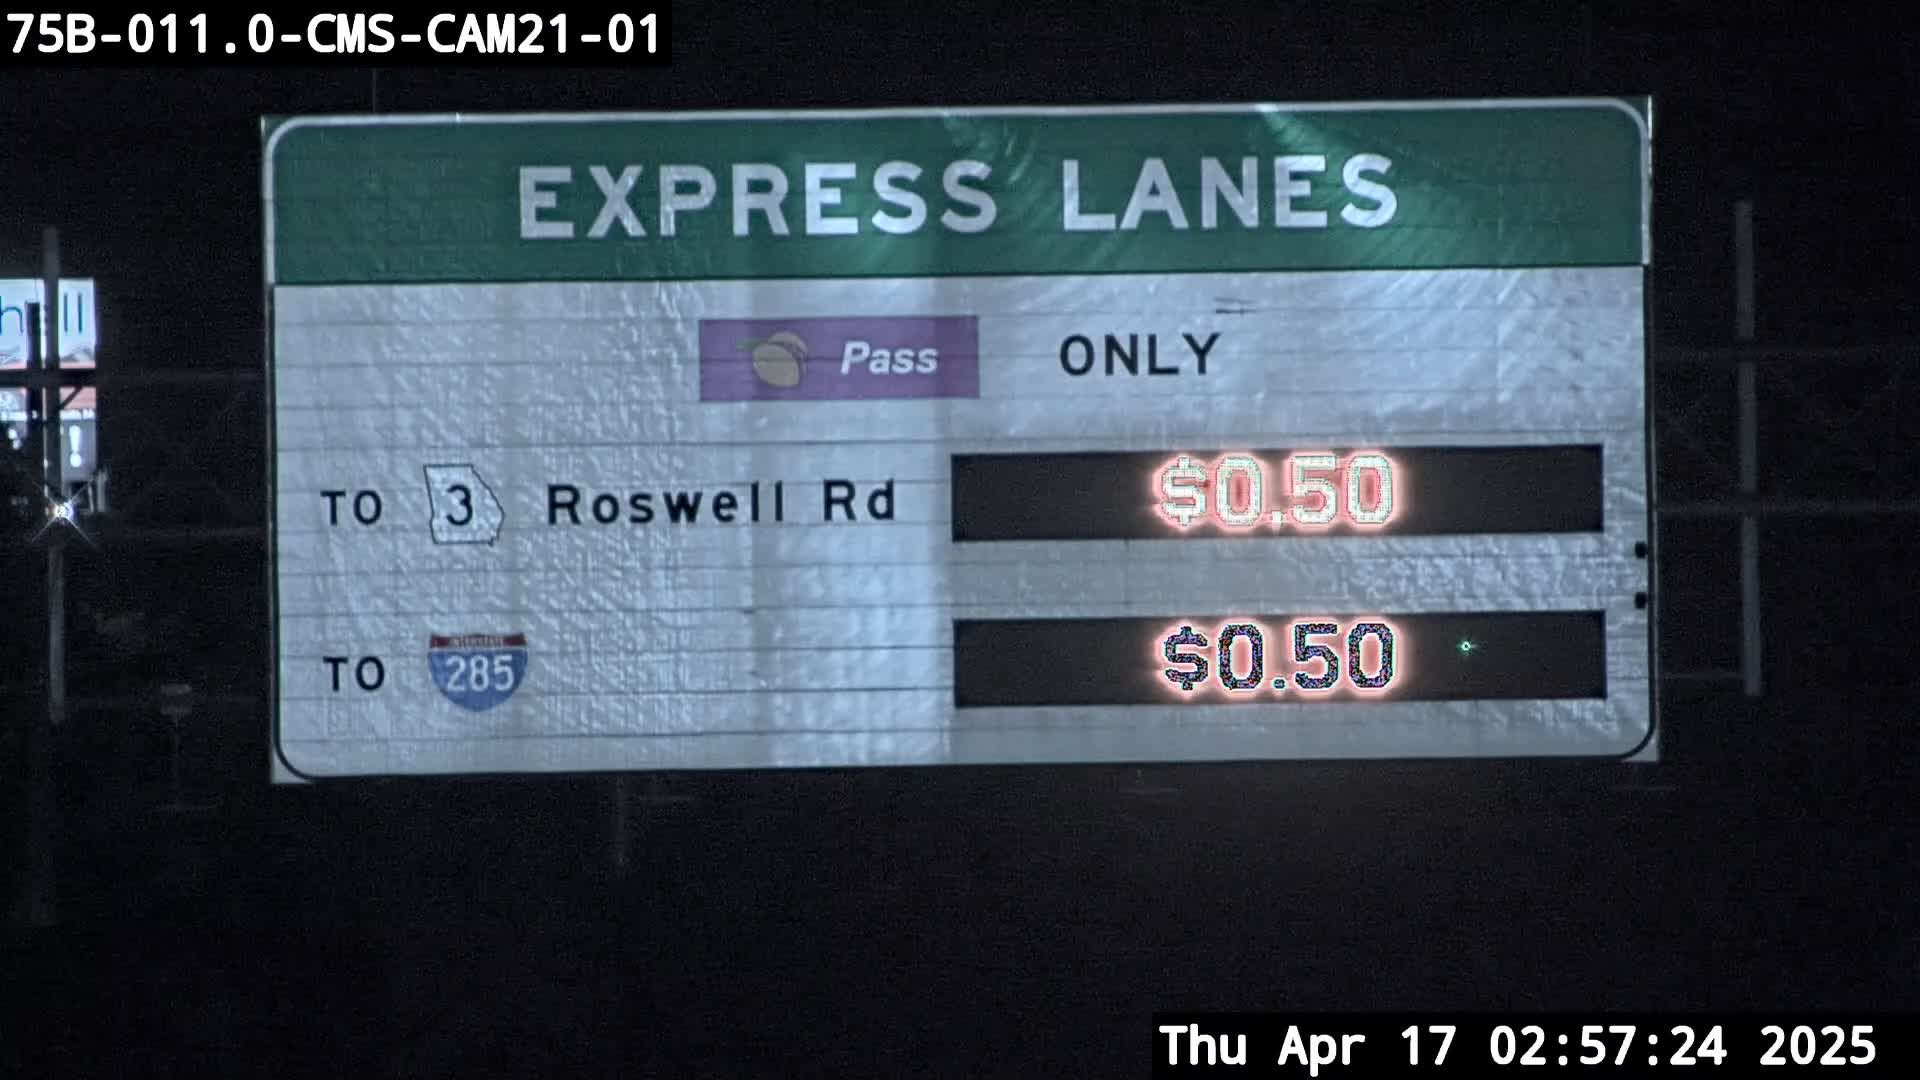 75B-011.0-CMS-CAM21-01
EXPRESS LANES
Pass ONLY
TO 3 Roswell Rd $0.50
TO INTERSTATE 285 $0.50
Thu Apr 17 02:57:24 2025